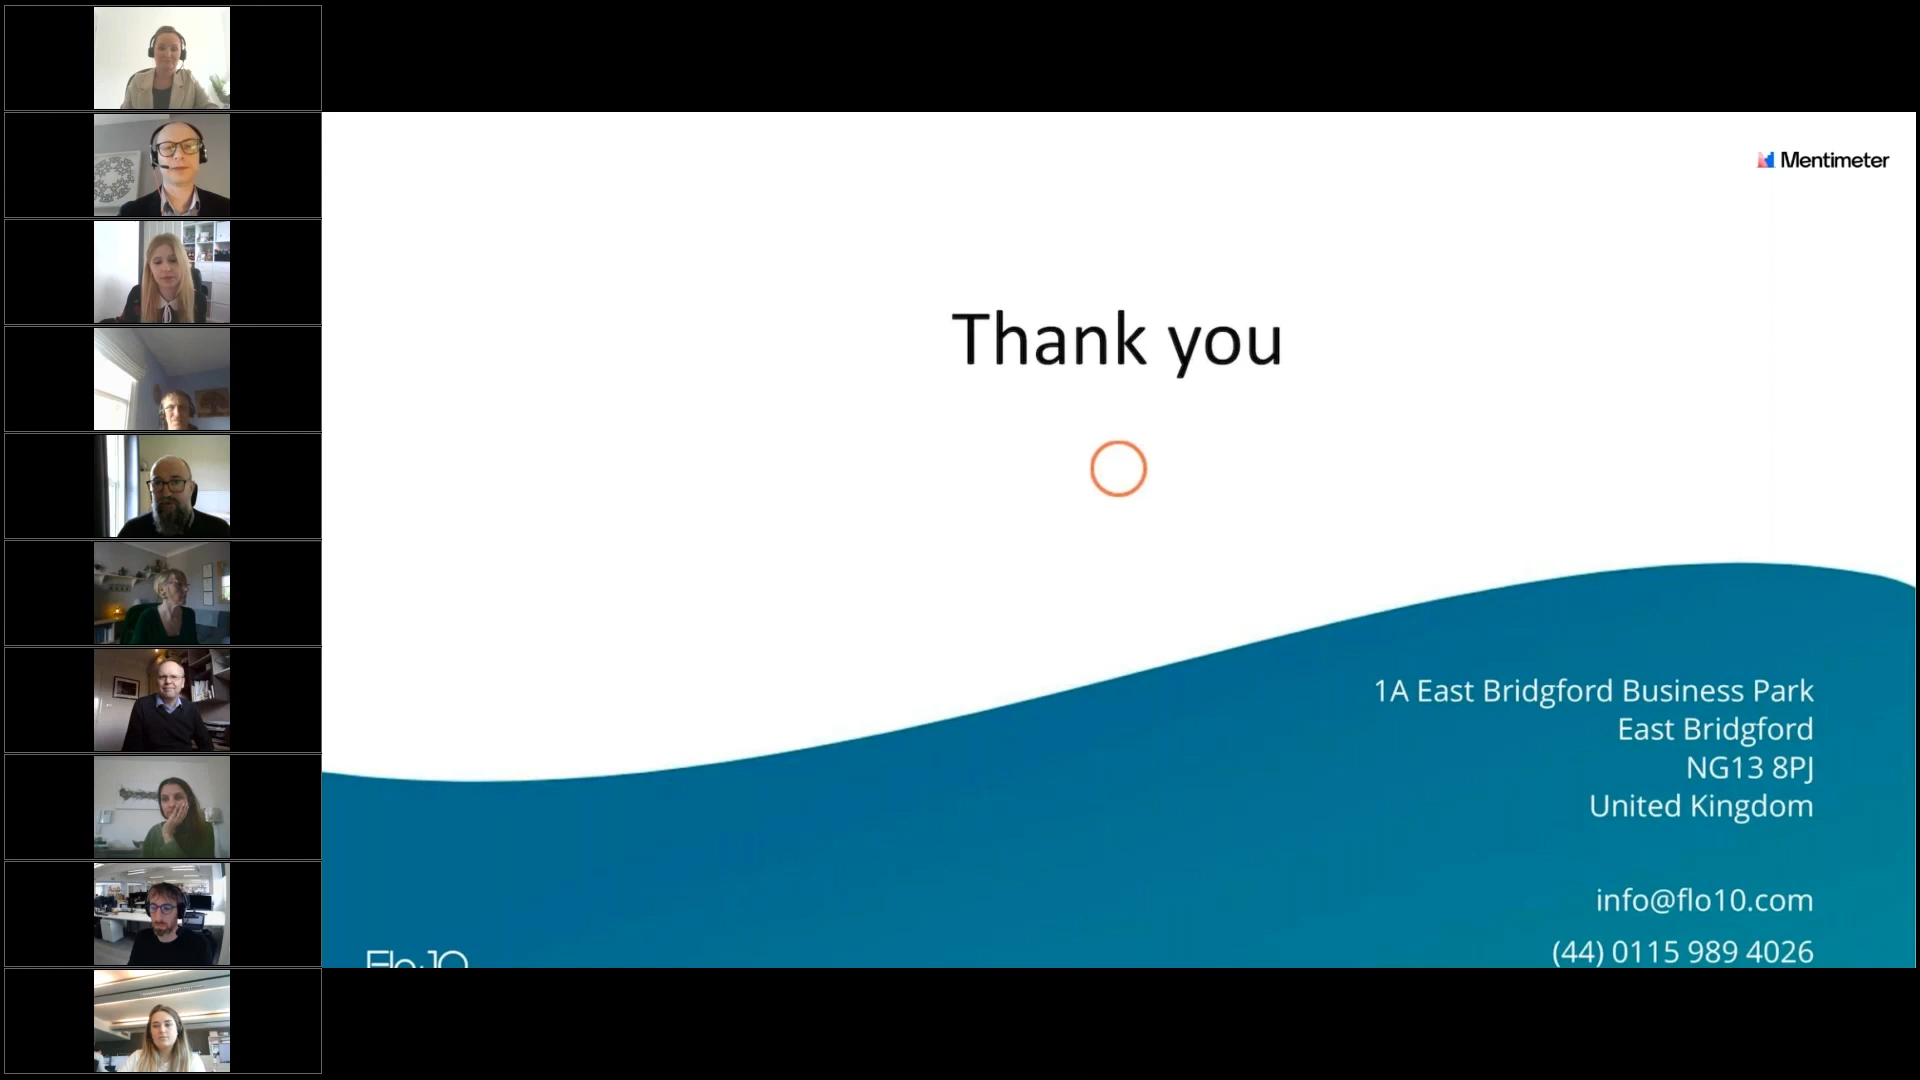 Mentimeter
Thank you
1A East Bridgford Business Park
East Bridgford
NG13 8PJ
United Kingdom
info@flo10.com
(44) 0115 989 4026